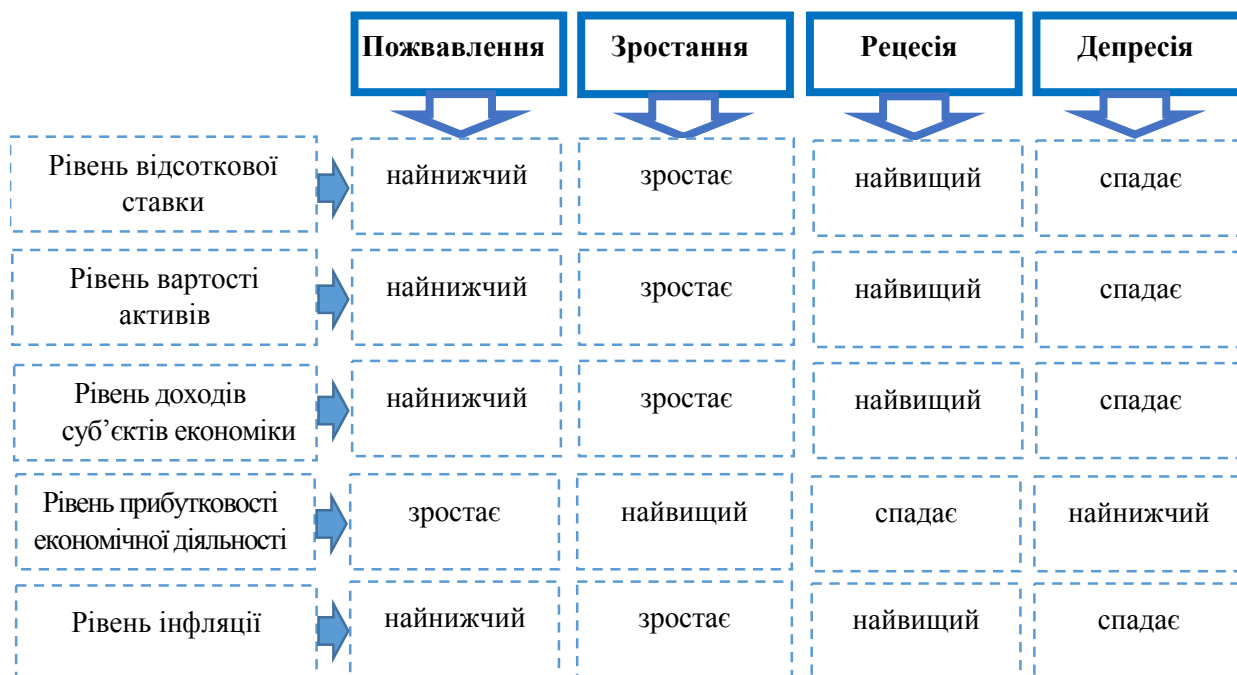 Пожвавлення
Зростання
Рецесія
Депресія
Рівень відсоткової
ставки
найнижчий
зростає
найвищий
спадає
Рівень вартості
активів
найнижчий
зростає
найвищий
спадає
Рівень доходів
суб’єктів економіки
найнижчий
зростає
найвищий
спадає
Рівень прибутковості
економічної діяльності
зростає
найвищий
спадає
найнижчий
Рівень інфляції
найнижчий
зростає
найвищий
спадає